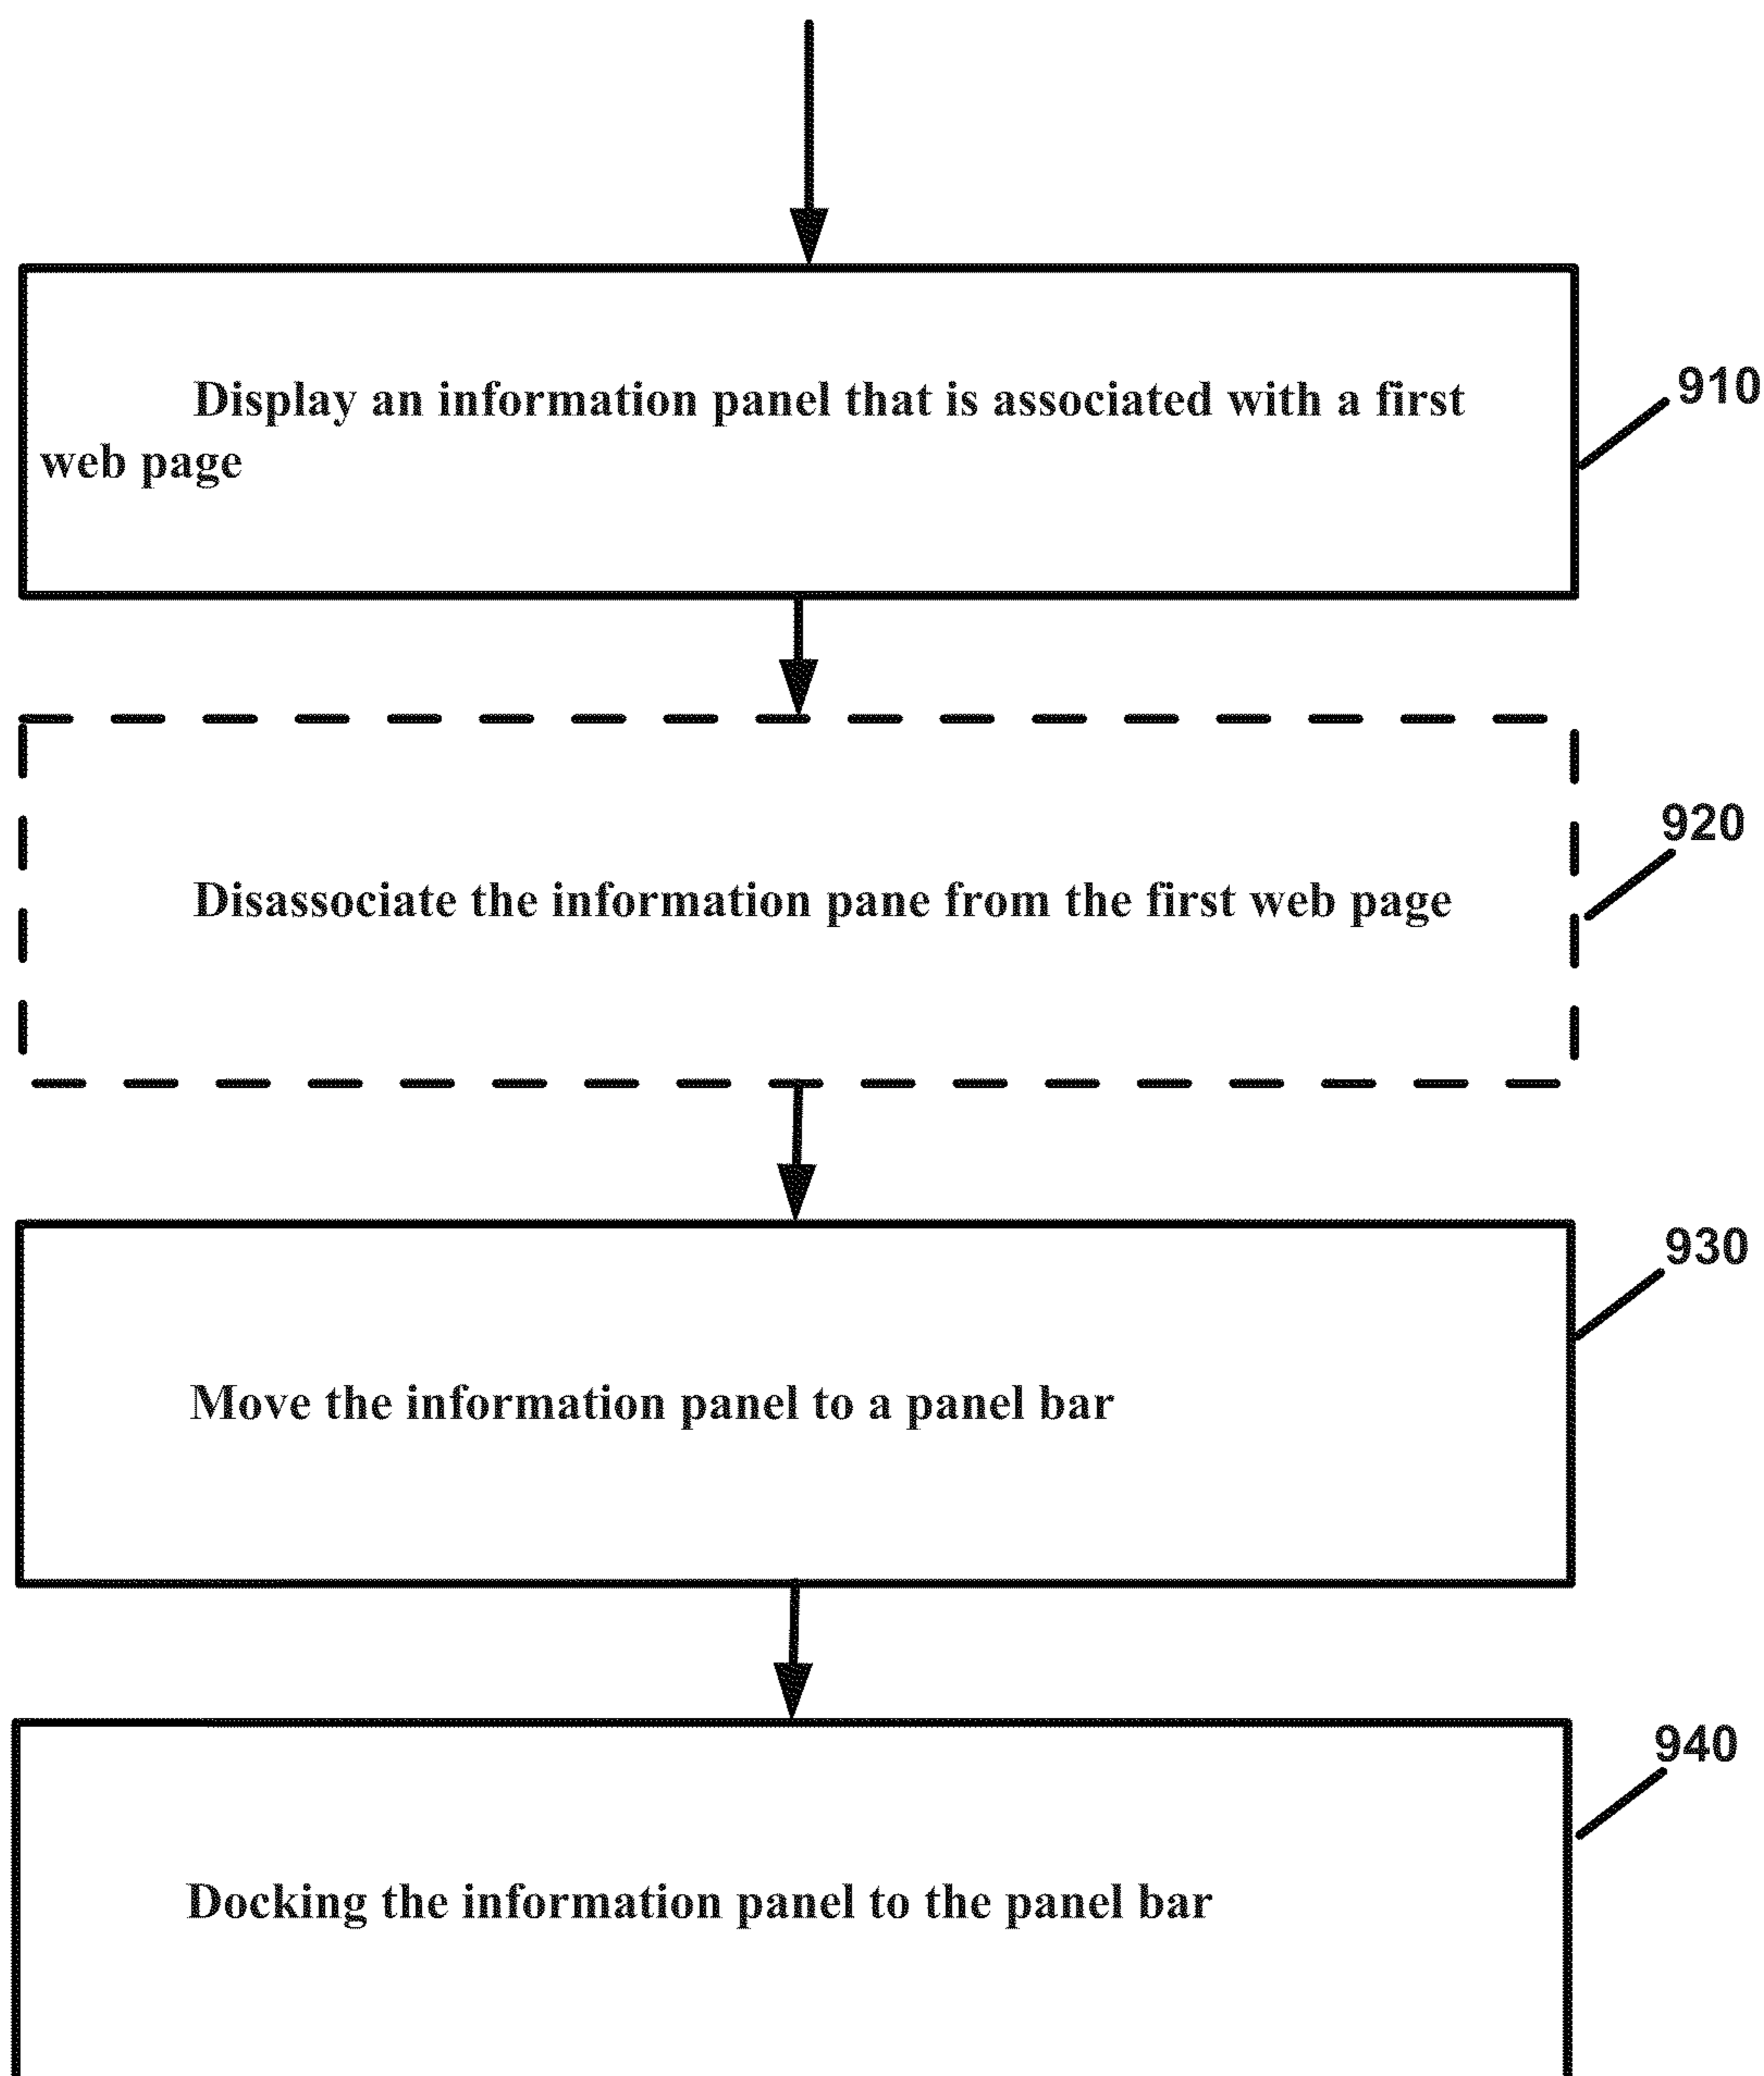 Display an information panel that is associated with a first
web page
910
Disassociate the information pane from the first web page
920
Move the information panel to a panel bar
930
Docking the information panel to the panel bar
940